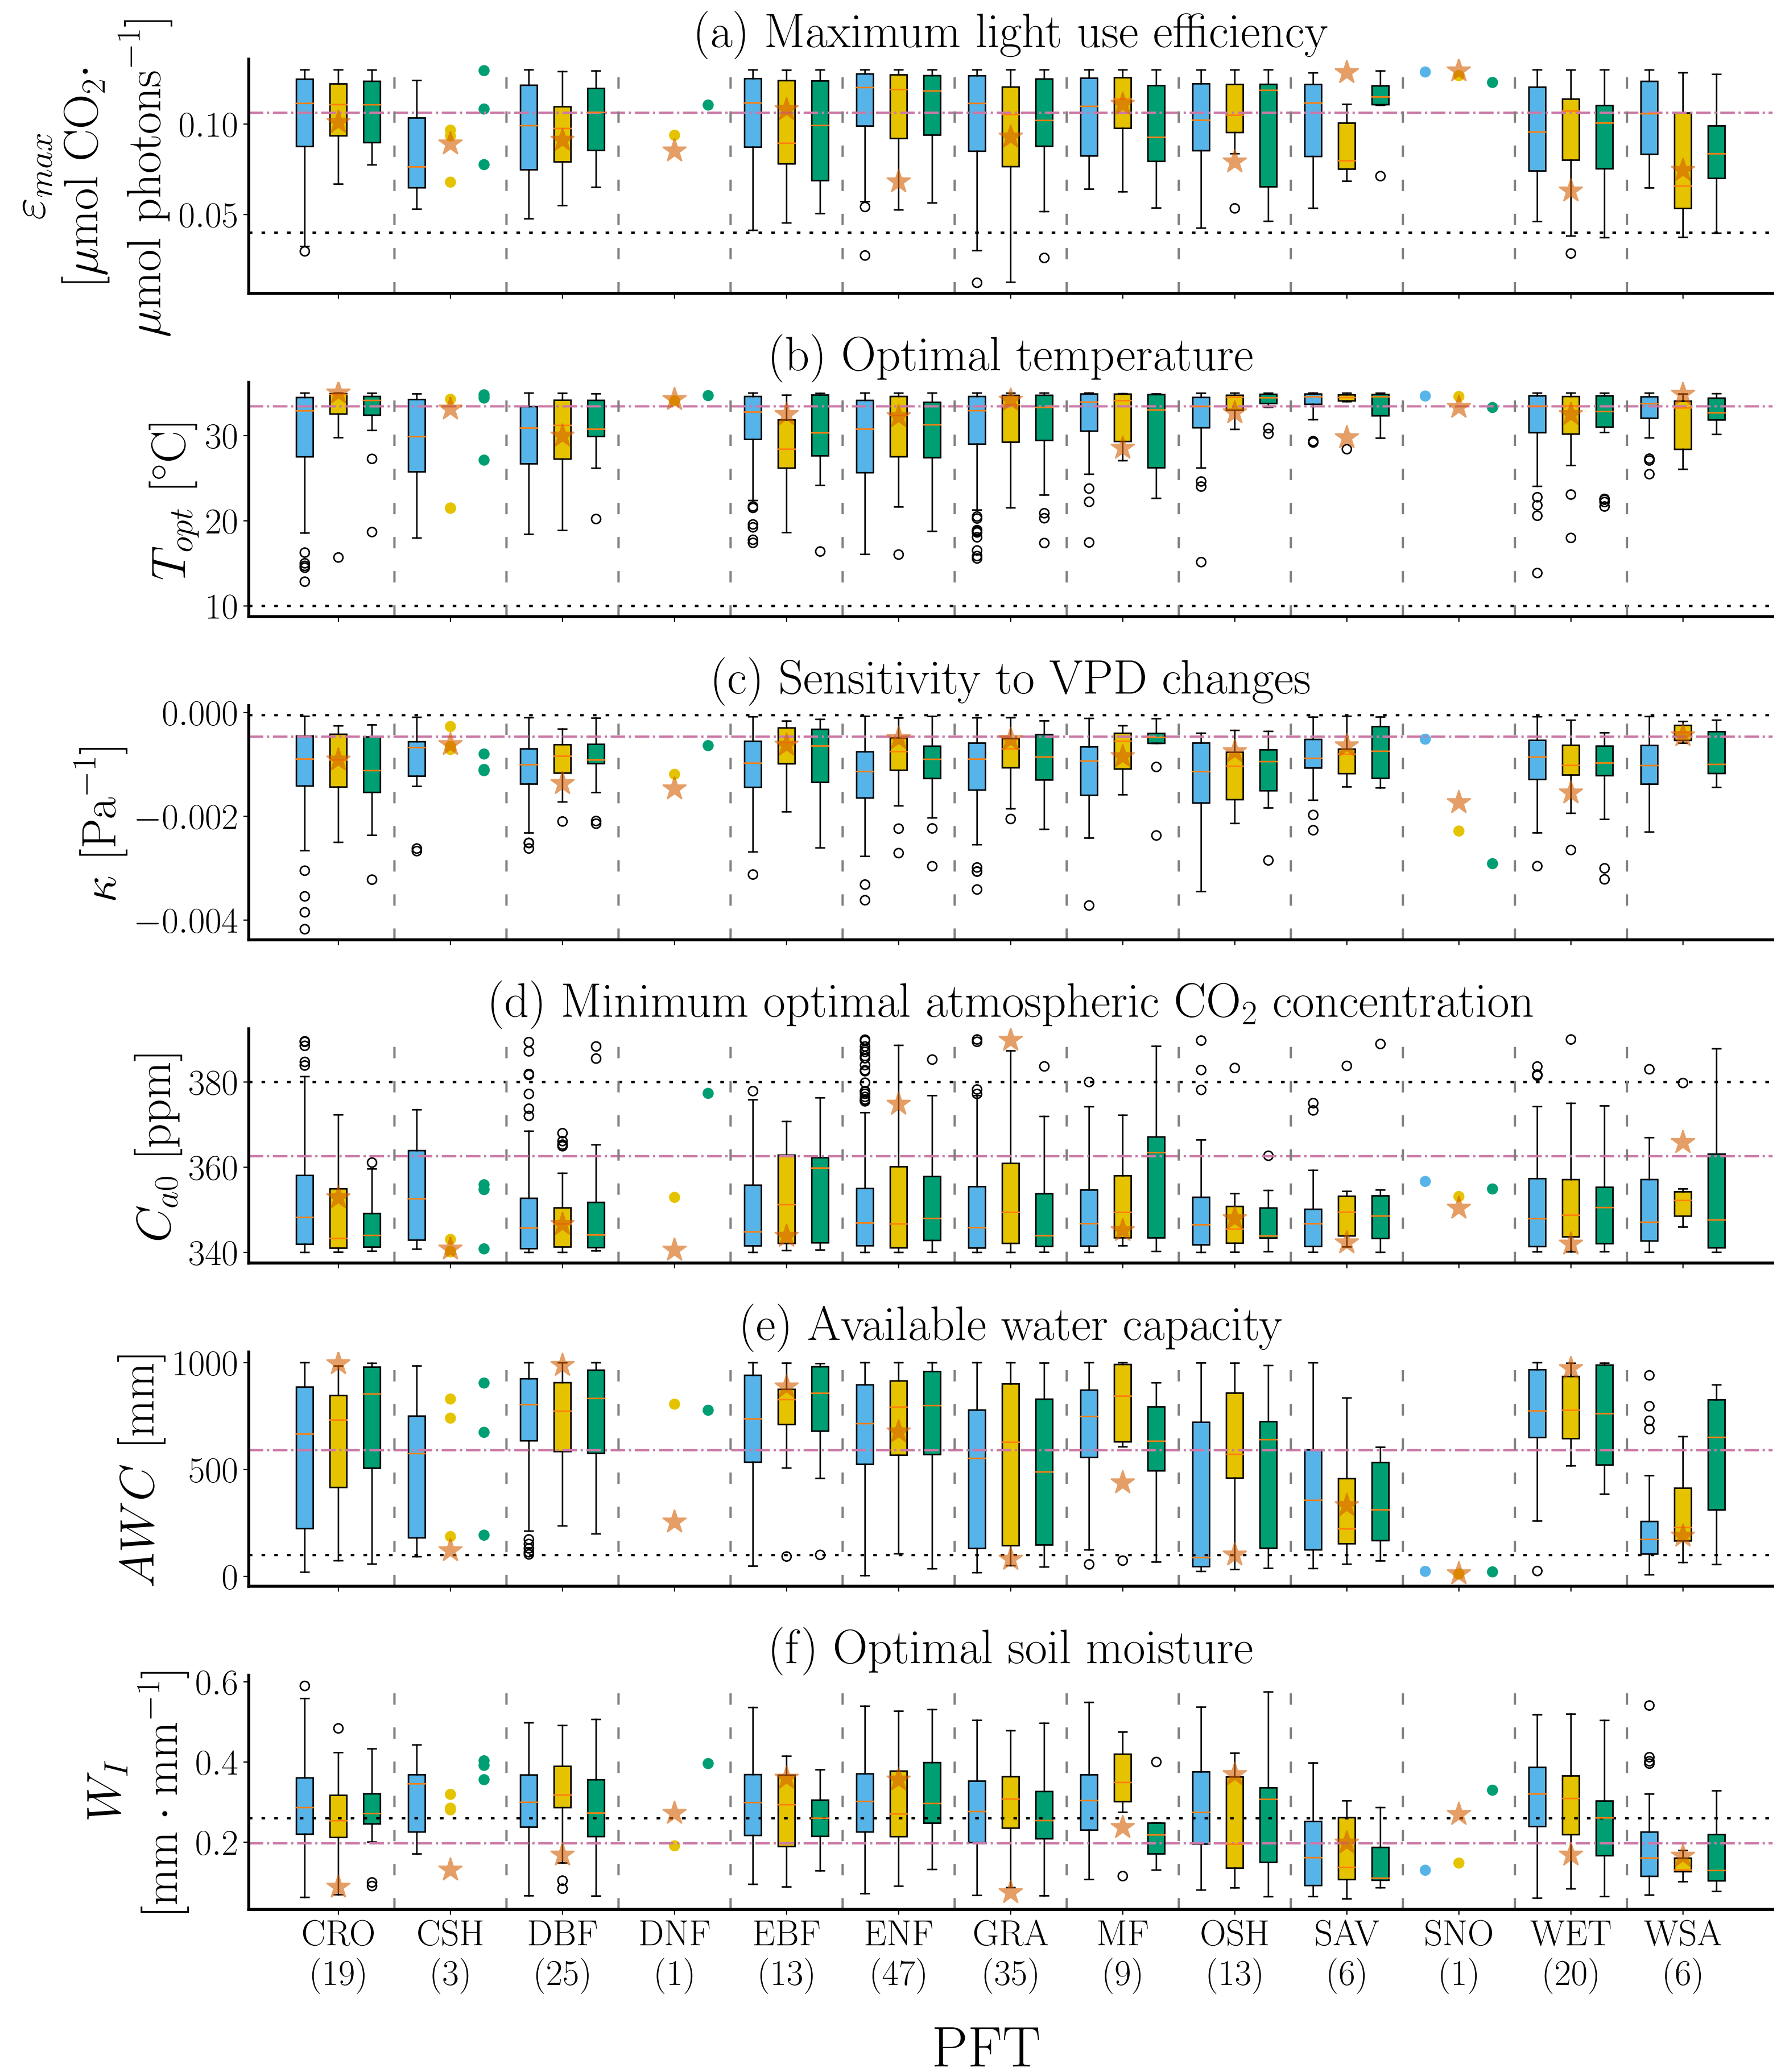 (a) Maximum light use efficiency
ε_max
[μmol CO₂·
μmol photons⁻¹]
0.10
0.05
(b) Optimal temperature
T_opt [°C]
30
20
10
(c) Sensitivity to VPD changes
κ [Pa⁻¹]
0.000
−0.002
−0.004
(d) Minimum optimal atmospheric CO₂ concentration
C_a0 [ppm]
380
360
340
(e) Available water capacity
AWC [mm]
1000
500
0
(f) Optimal soil moisture
W_I
[mm · mm⁻¹]
0.6
0.4
0.2
CRO CSH DBF DNF EBF ENF GRA MF OSH SAV SNO WET WSA
(19) (3) (25) (1) (13) (47) (35) (9) (13) (6) (1) (20) (6)
PFT